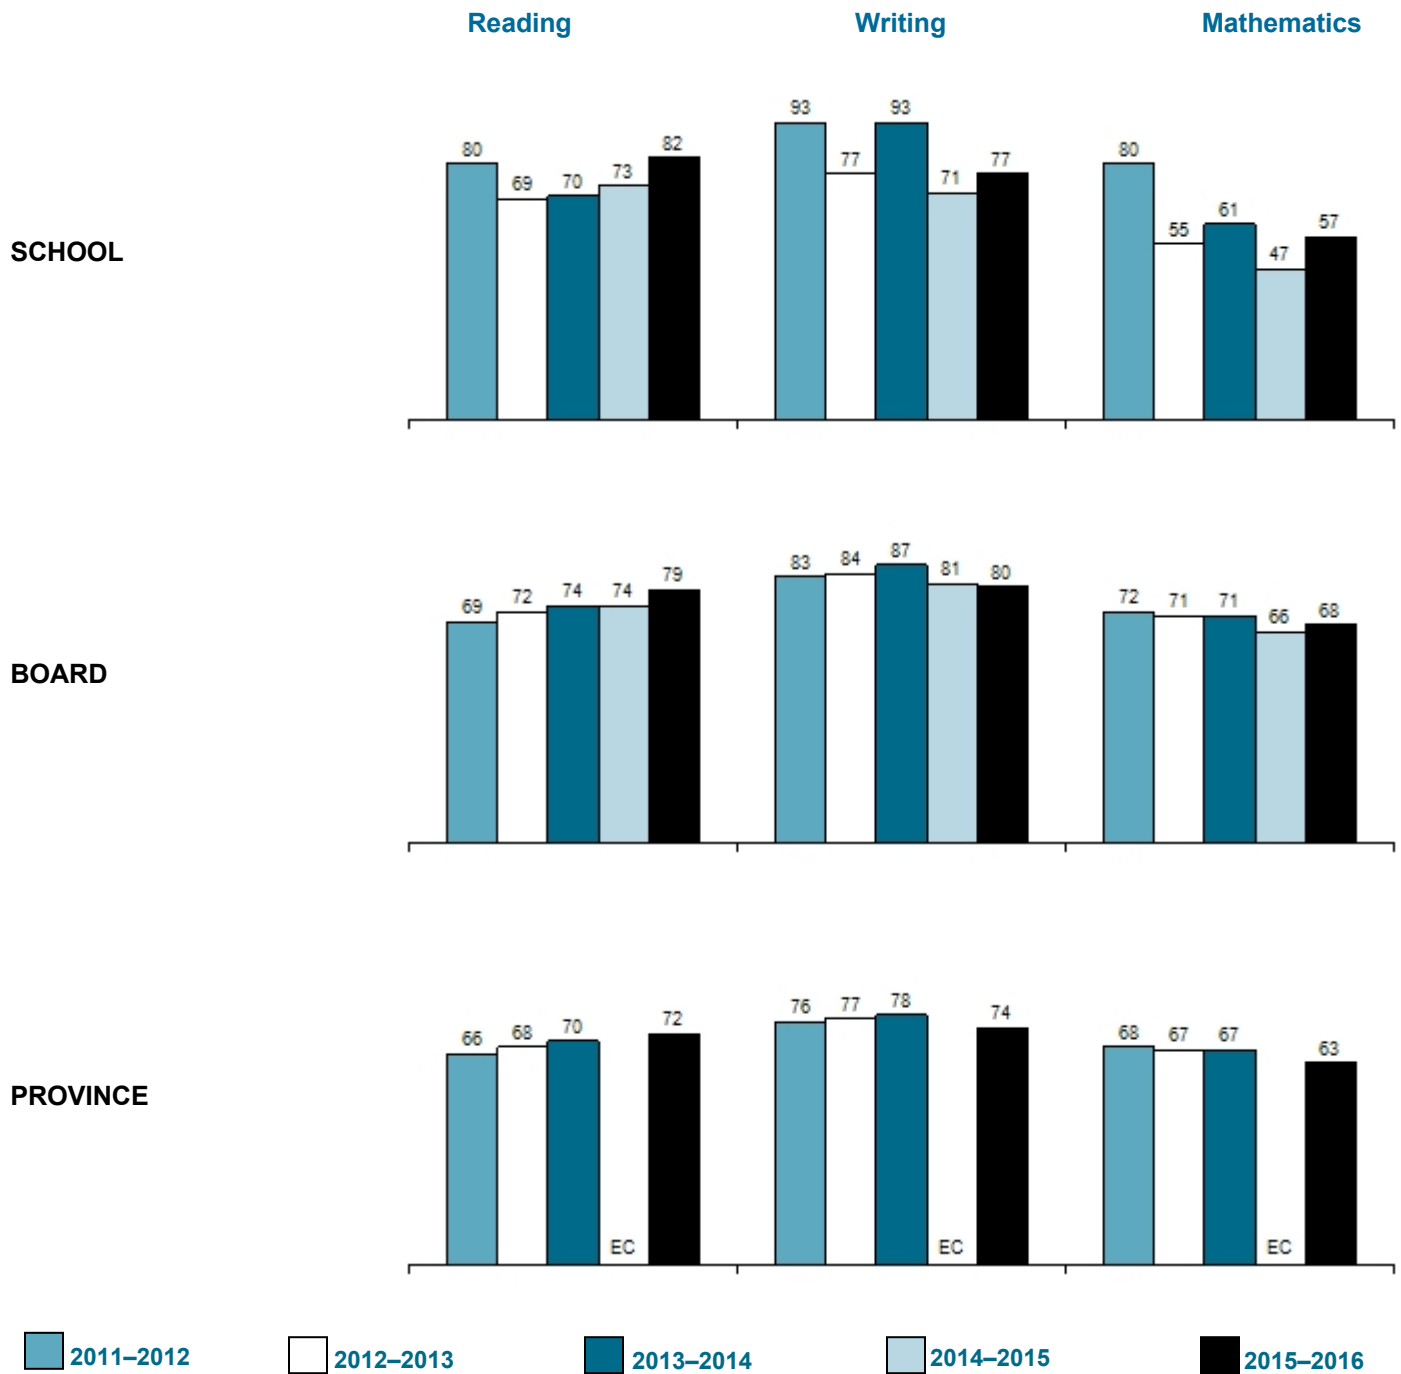 Reading Writing Mathematics
SCHOOL
80 69 70 73 82 93 77 93 71 77 80 55 61 47 57
BOARD
69 72 74 74 79 83 84 87 81 80 72 71 71 66 68
PROVINCE
66 68 70 EC 72 76 77 78 EC 74 68 67 67 EC 63
2011–2012 2012–2013 2013–2014 2014–2015 2015–2016